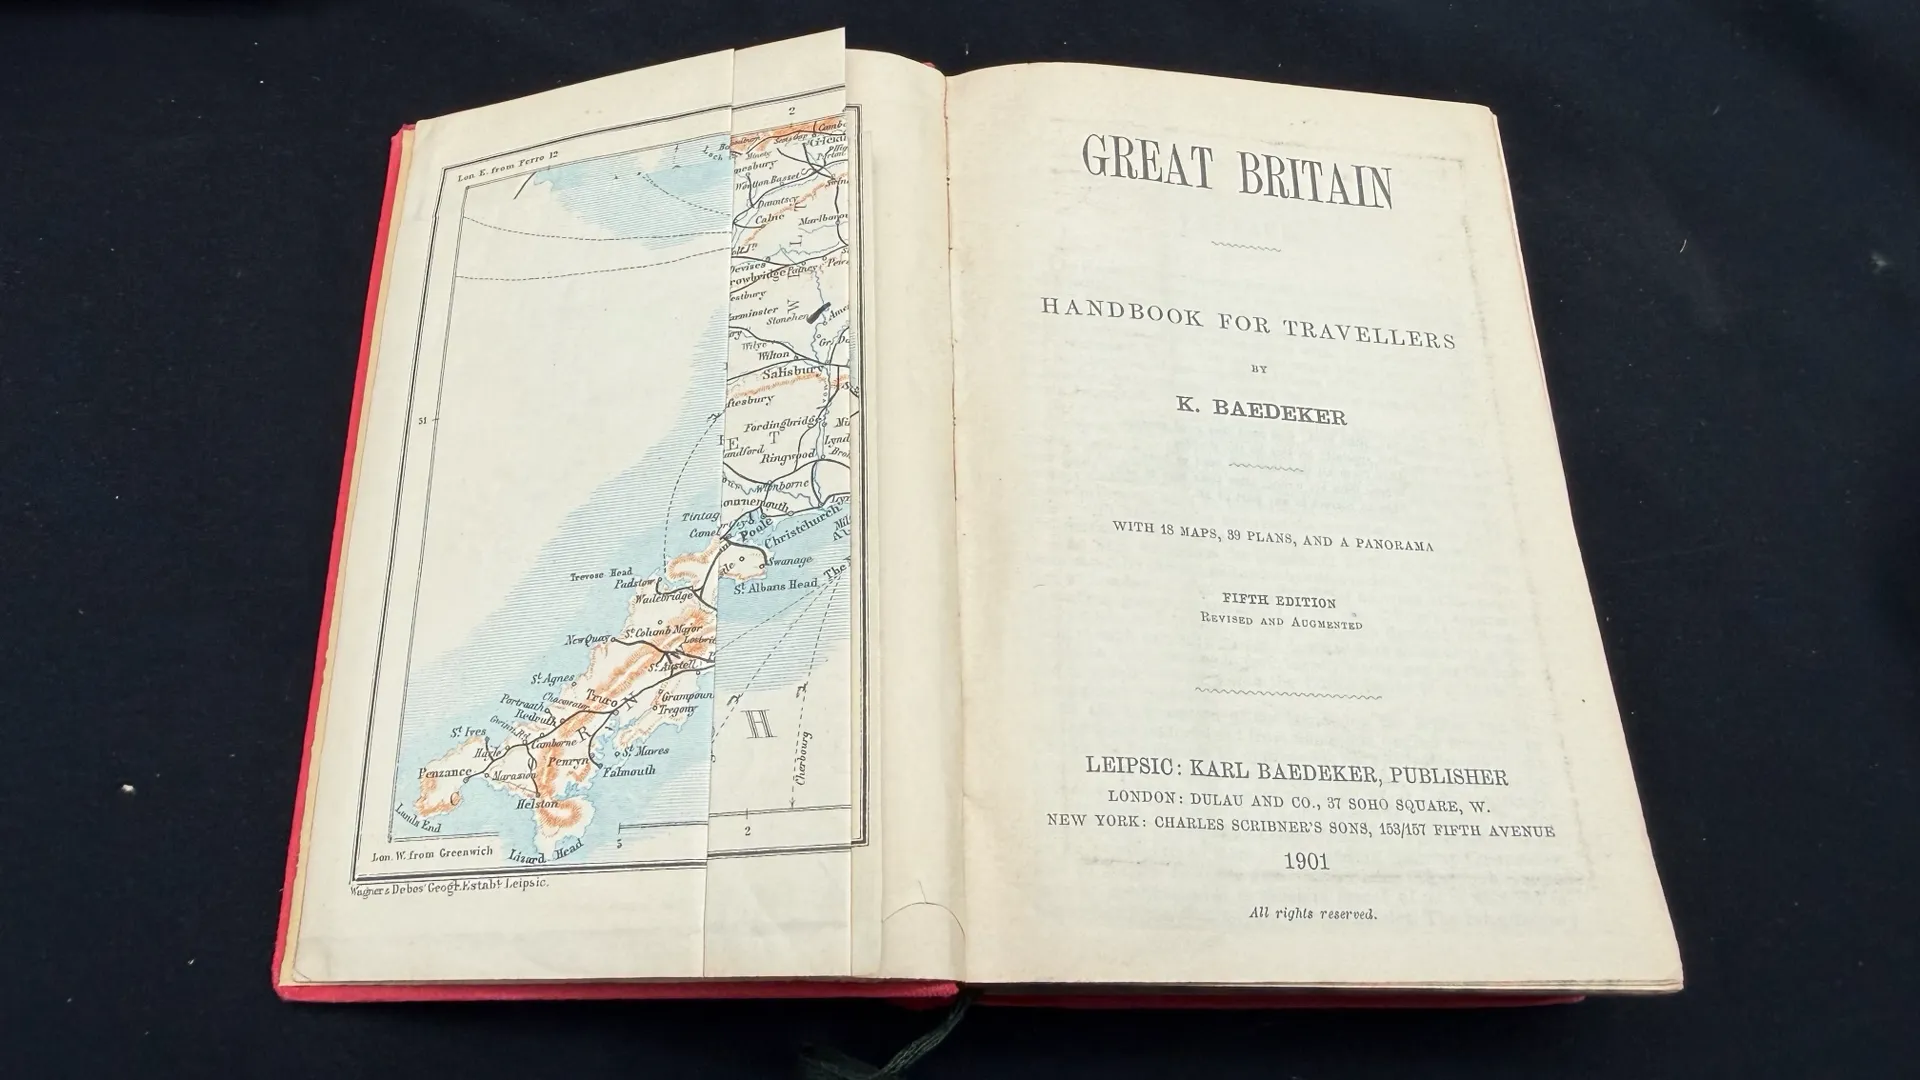 Lon. E. from Ferro 12
2
Calne
Devizes
Wilton
Salisbury
Fordingbridge
Ringwood
Wimborne
Poole
Christchurch
Swanage
St. Albans Head
51
Trevose Head
Padstow
Wadebridge
New Quay
St. Columb Major
St. Austell
St. Agnes
Truro
Grampoun
Tregony
Redruth
St. Ives
Camborne
Penryn
St. Mawes
Falmouth
Penzance
Marazion
Helston
Lands End
Lizard Head
H
Cherbourg
5
2
Lon. W. from Greenwich
Wagner & Debes' Geogr. Estabt. Leipsic.
GREAT BRITAIN
HANDBOOK FOR TRAVELLERS
BY
K. BAEDEKER
WITH 18 MAPS, 39 PLANS, AND A PANORAMA
FIFTH EDITION
REVISED AND AUGMENTED
LEIPSIC: KARL BAEDEKER, PUBLISHER
LONDON: DULAU AND CO., 37 SOHO SQUARE, W.
NEW YORK: CHARLES SCRIBNER'S SONS, 153/157 FIFTH AVENUE
1901
All rights reserved.